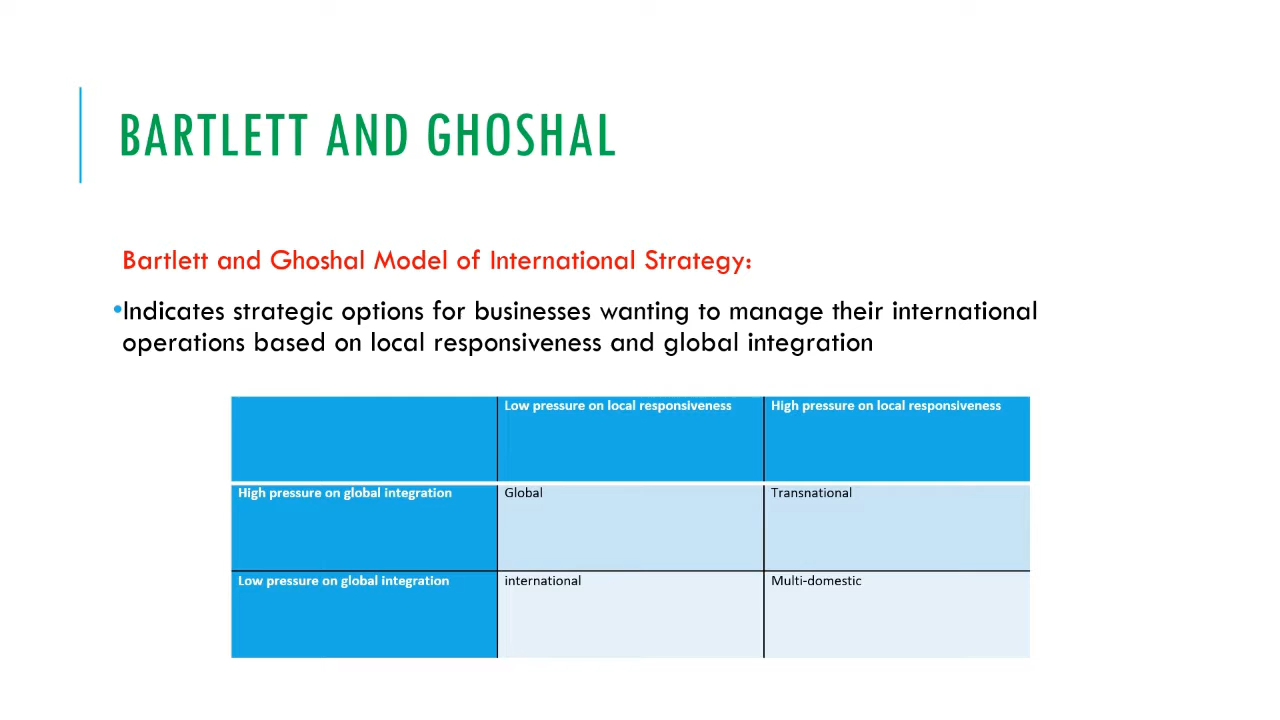 BARTLETT AND GHOSHAL
Bartlett and Ghoshal Model of International Strategy:
•Indicates strategic options for businesses wanting to manage their international
operations based on local responsiveness and global integration
Low pressure on local responsiveness
High pressure on local responsiveness
High pressure on global integration
Global
Transnational
Low pressure on global integration
international
Multi-domestic